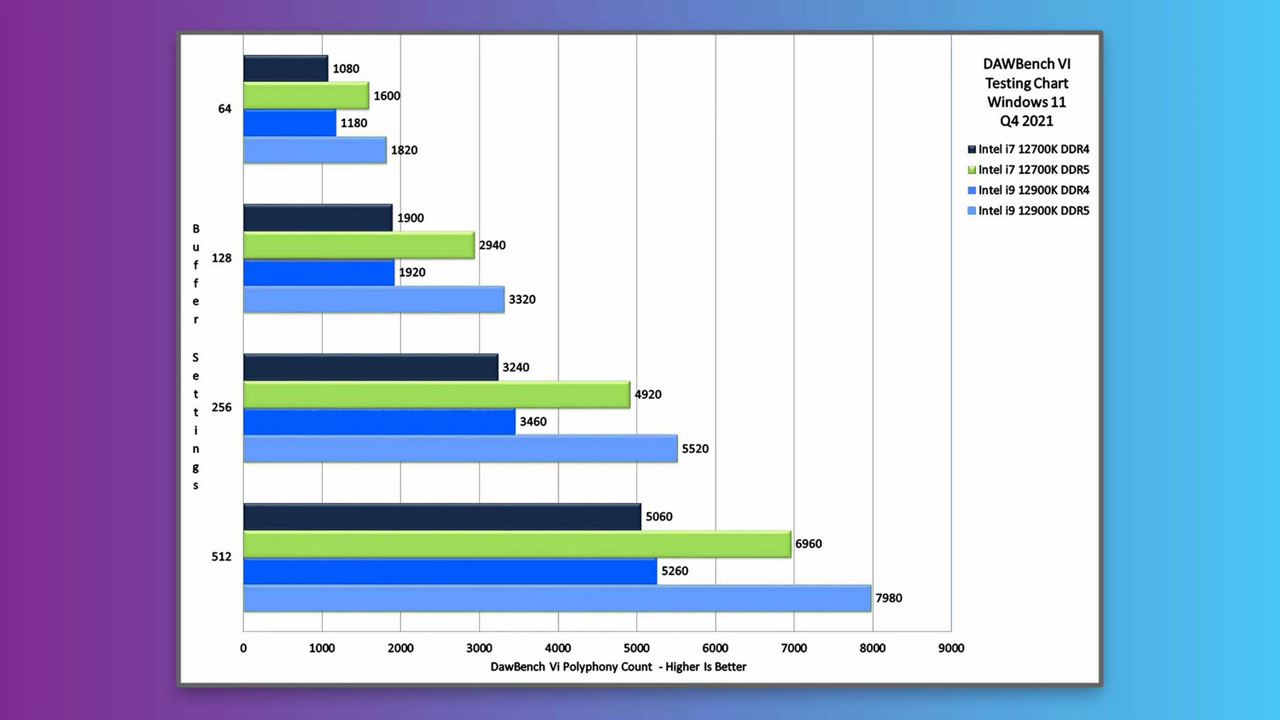 DAWBench VI
Testing Chart
Windows 11
Q4 2021
Intel i7 12700K DDR4
Intel i7 12700K DDR5
Intel i9 12900K DDR4
Intel i9 12900K DDR5
Buffer Settings
64
1080
1600
1180
1820
128
1900
2940
1920
3320
256
3240
4920
3460
5520
512
5060
6960
5260
7980
0 1000 2000 3000 4000 5000 6000 7000 8000 9000
DawBench Vi Polyphony Count - Higher Is Better